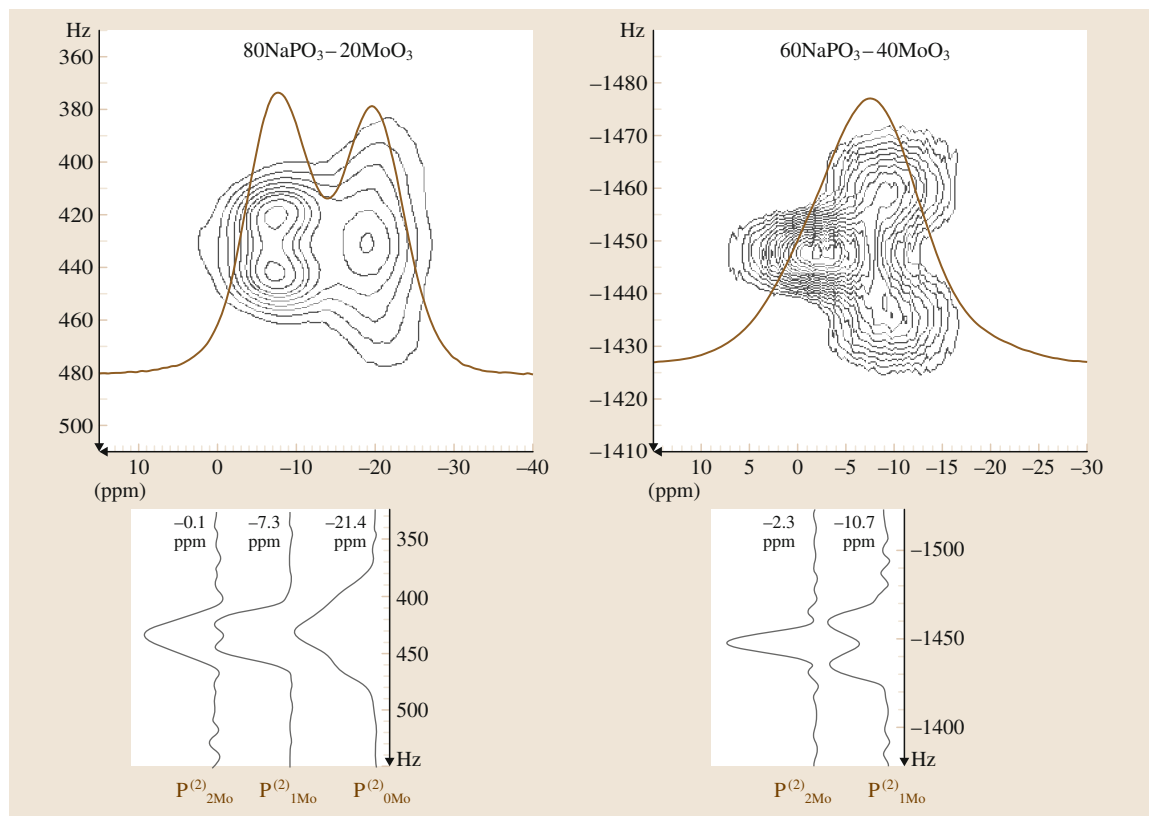 Hz
80NaPO₃–20MoO₃
360
380
400
420
440
460
480
500
10 0 –10 –20 –30 –40
(ppm)
Hz
60NaPO₃–40MoO₃
–1480
–1470
–1460
–1450
–1440
–1430
–1420
–1410
10 5 0 –5 –10 –15 –20 –25 –30
(ppm)
–0.1 –7.3 –21.4
ppm ppm ppm
350
400
450
500
Hz
P⁽²⁾₂Mo P⁽²⁾₁Mo P⁽²⁾₀Mo
–2.3 –10.7
ppm ppm
–1500
–1450
–1400
Hz
P⁽²⁾₂Mo P⁽²⁾₁Mo